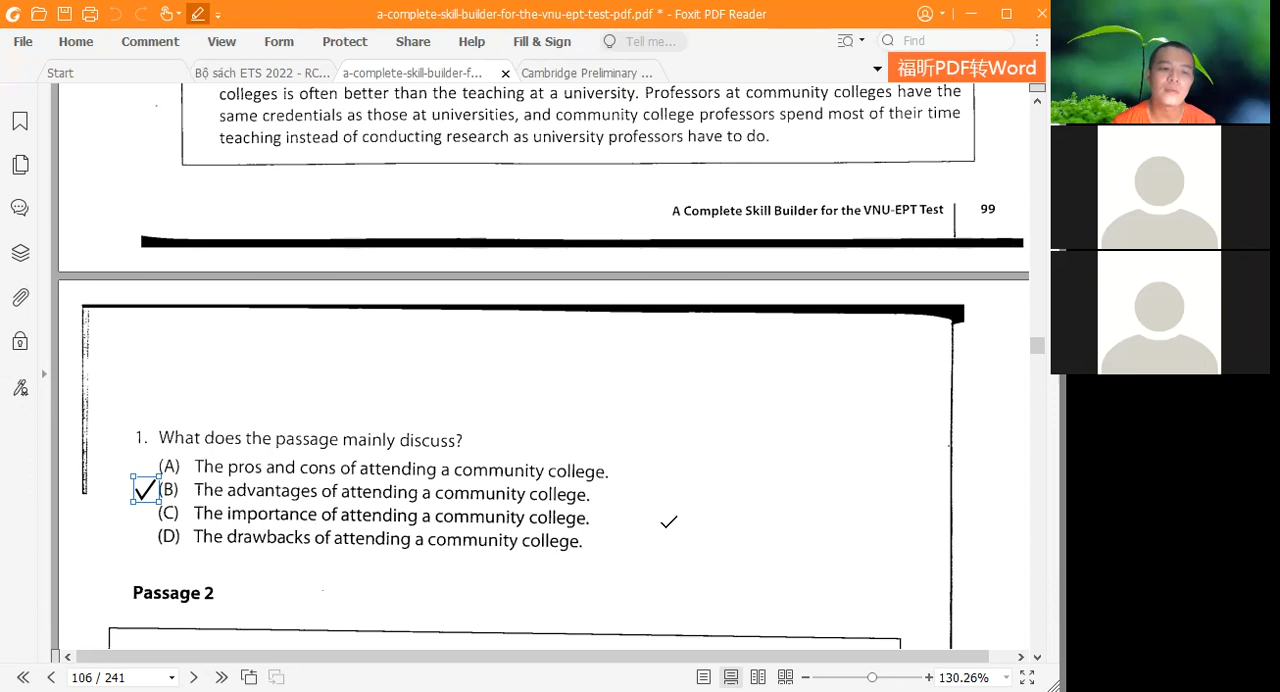 a-complete-skill-builder-for-the-vnu-ept-test-pdf.pdf * - Foxit PDF Reader
File Home Comment View Form Protect Share Help Fill & Sign Tell me... Find
Start Bộ sách ETS 2022 - RC... a-complete-skill-builder-f... Cambridge Preliminary ... 福昕PDF转Word
colleges is often better than the teaching at a university. Professors at community colleges have the
same credentials as those at universities, and community college professors spend most of their time
teaching instead of conducting research as university professors have to do.
A Complete Skill Builder for the VNU-EPT Test 99
1. What does the passage mainly discuss?
(A) The pros and cons of attending a community college.
(B) The advantages of attending a community college.
(C) The importance of attending a community college.
(D) The drawbacks of attending a community college.
Passage 2
106 / 241 130.26%